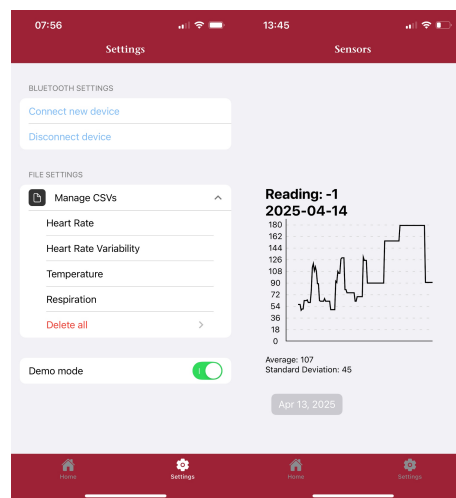 07:56
Settings
BLUETOOTH SETTINGS
Connect new device
Disconnect device
FILE SETTINGS
Manage CSVs
Heart Rate
Heart Rate Variability
Temperature
Respiration
Delete all
Demo mode
Home
Settings
13:45
Sensors
Reading: -1
2025-04-14
180
162
144
126
108
90
72
54
36
18
0
Average: 107
Standard Deviation: 45
Apr 13, 2025
Home
Settings